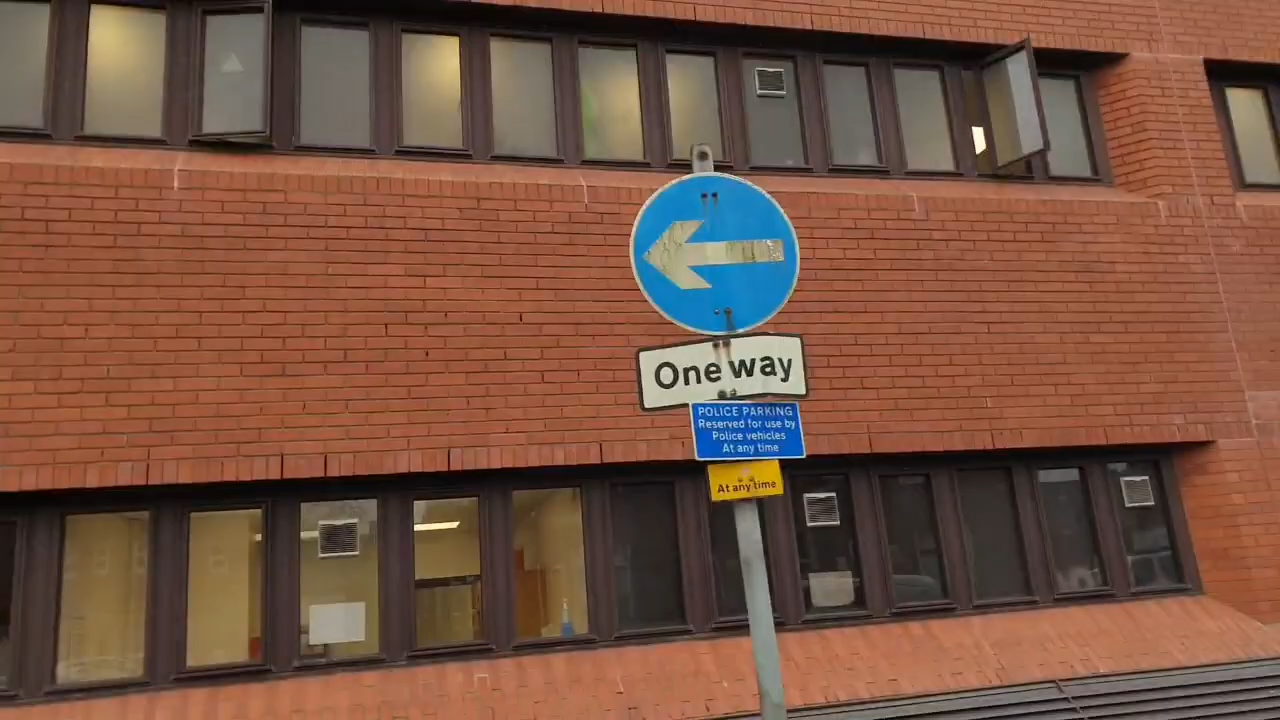 One way
POLICE PARKING
Reserved for use by
Police vehicles
At any time
At any time